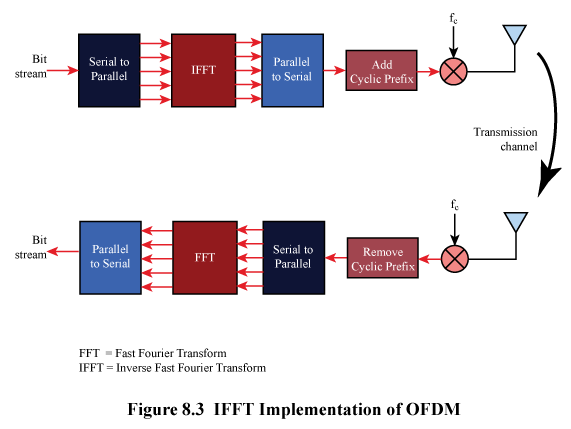 Bit
stream
Serial to
Parallel
IFFT
Parallel
to Serial
Add
Cyclic Prefix
fc
Transmission
channel
Bit
stream
Parallel
to Serial
FFT
Serial to
Parallel
Remove
Cyclic Prefix
fc
FFT = Fast Fourier Transform
IFFT = Inverse Fast Fourier Transform
Figure 8.3 IFFT Implementation of OFDM